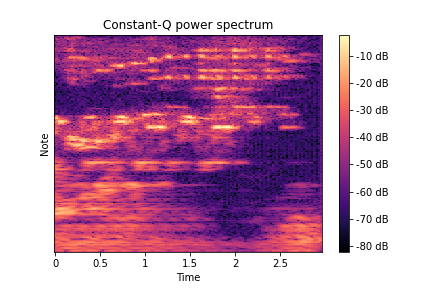 Constant-Q power spectrum
Note
-10 dB
-20 dB
-30 dB
-40 dB
-50 dB
-60 dB
-70 dB
-80 dB
0 0.5 1 1.5 2 2.5
Time